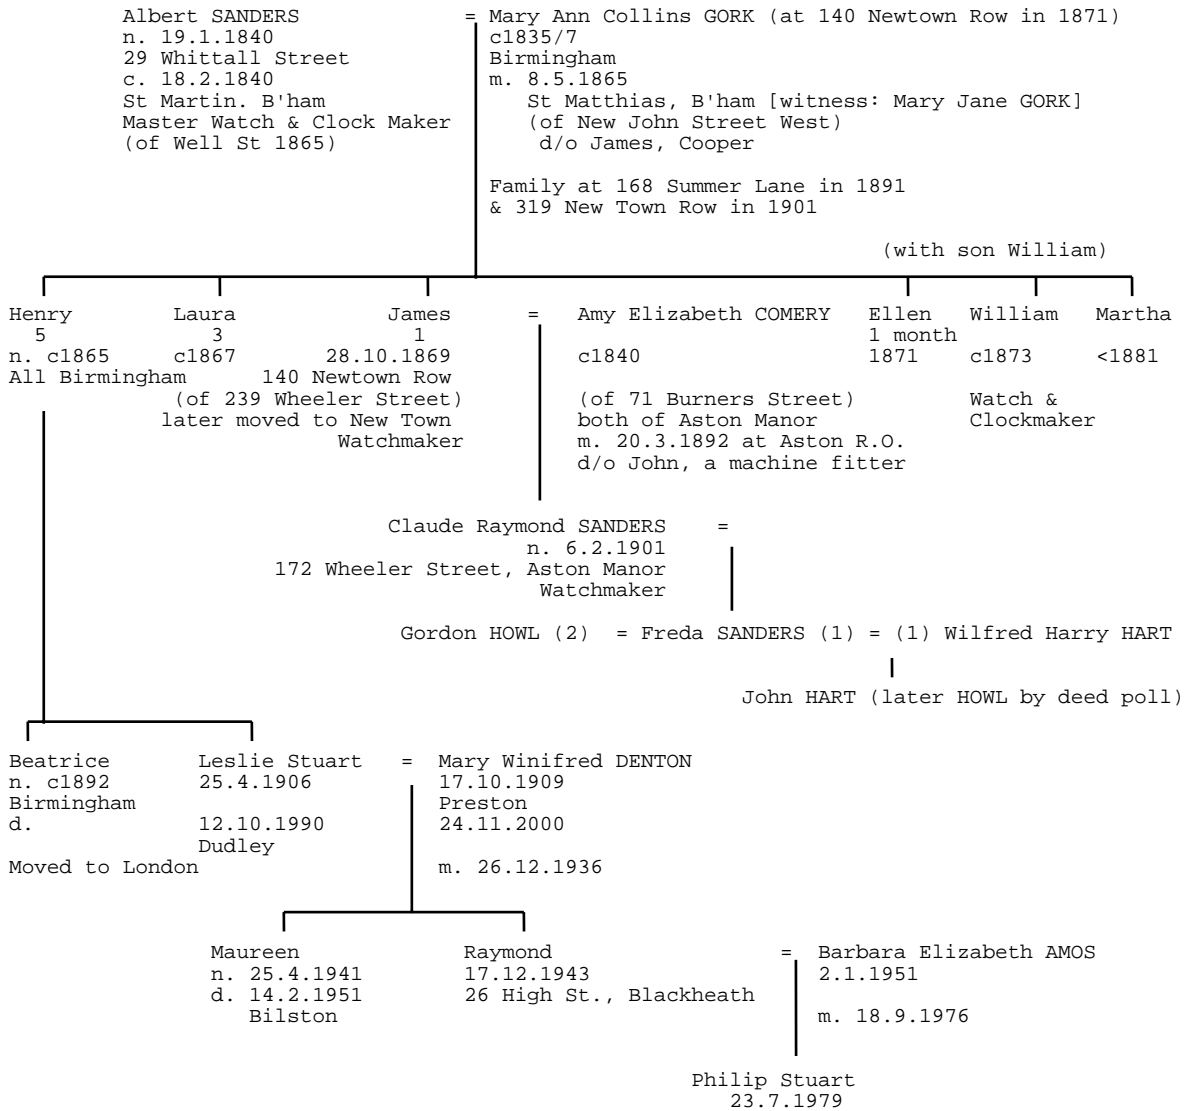 Albert SANDERS = Mary Ann Collins GORK (at 140 Newtown Row in 1871)
n. 19.1.1840 c1835/7
29 Whittall Street Birmingham
c. 18.2.1840 m. 8.5.1865
St Martin. B'ham St Matthias, B'ham [witness: Mary Jane GORK]
Master Watch & Clock Maker (of New John Street West)
(of Well St 1865) d/o James, Cooper
Family at 168 Summer Lane in 1891
& 319 New Town Row in 1901
(with son William)
Henry Laura James = Amy Elizabeth COMERY Ellen William Martha
5 3 1 1 month
n. c1865 c1867 28.10.1869 c1840 1871 c1873 <1881
All Birmingham 140 Newtown Row
(of 239 Wheeler Street) (of 71 Burners Street) Watch &
later moved to New Town both of Aston Manor Clockmaker
Watchmaker m. 20.3.1892 at Aston R.O.
d/o John, a machine fitter
Claude Raymond SANDERS =
n. 6.2.1901
172 Wheeler Street, Aston Manor
Watchmaker
Gordon HOWL (2) = Freda SANDERS (1) = (1) Wilfred Harry HART
John HART (later HOWL by deed poll)
Beatrice Leslie Stuart = Mary Winifred DENTON
n. c1892 25.4.1906 17.10.1909
Birmingham Preston
d. 12.10.1990 24.11.2000
Dudley
Moved to London m. 26.12.1936
Maureen Raymond = Barbara Elizabeth AMOS
n. 25.4.1941 17.12.1943 2.1.1951
d. 14.2.1951 26 High St., Blackheath
Bilston m. 18.9.1976
Philip Stuart
23.7.1979